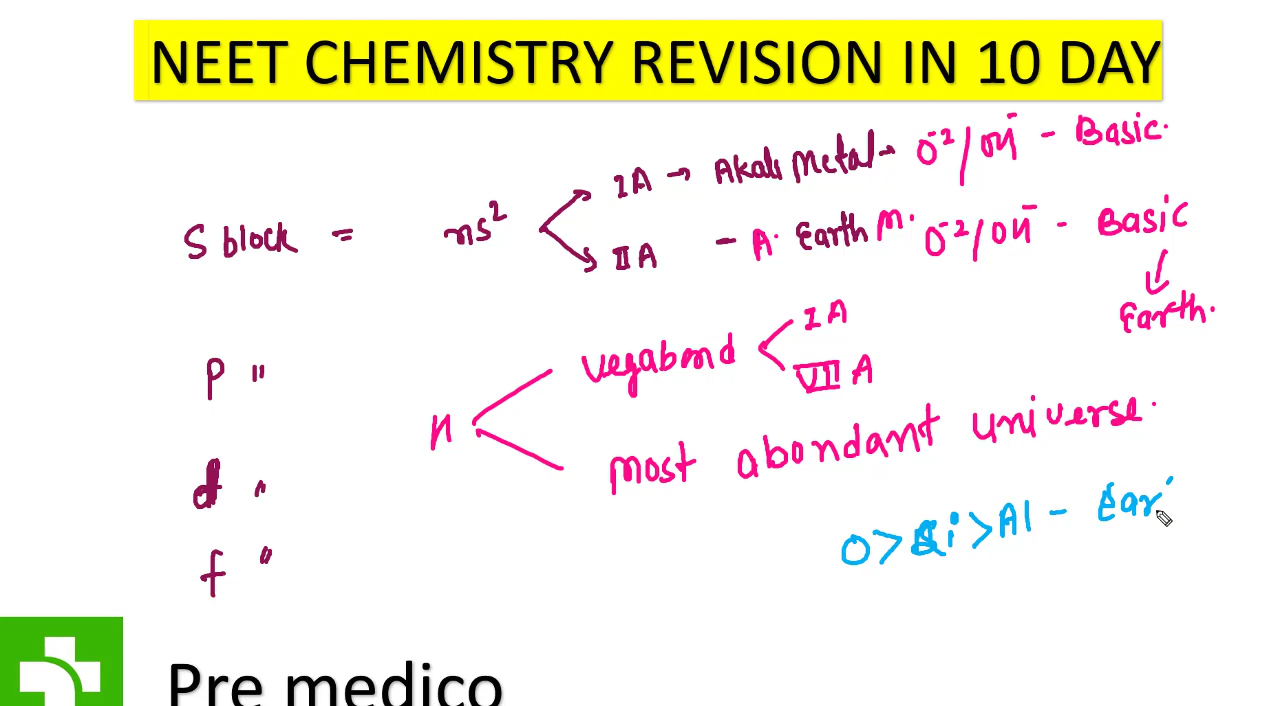 NEET CHEMISTRY REVISION IN 10 DAY
S block = ns² IA → Akali Metal → O⁻²/OH⁻ - Basic.
IIA - A. Earth M. O⁻²/OH⁻ - Basic
Earth.
P "
vegabond IA
VII A
H
most abondant universe.
d "
O > Si > Al - Ear
f "
Pre medico